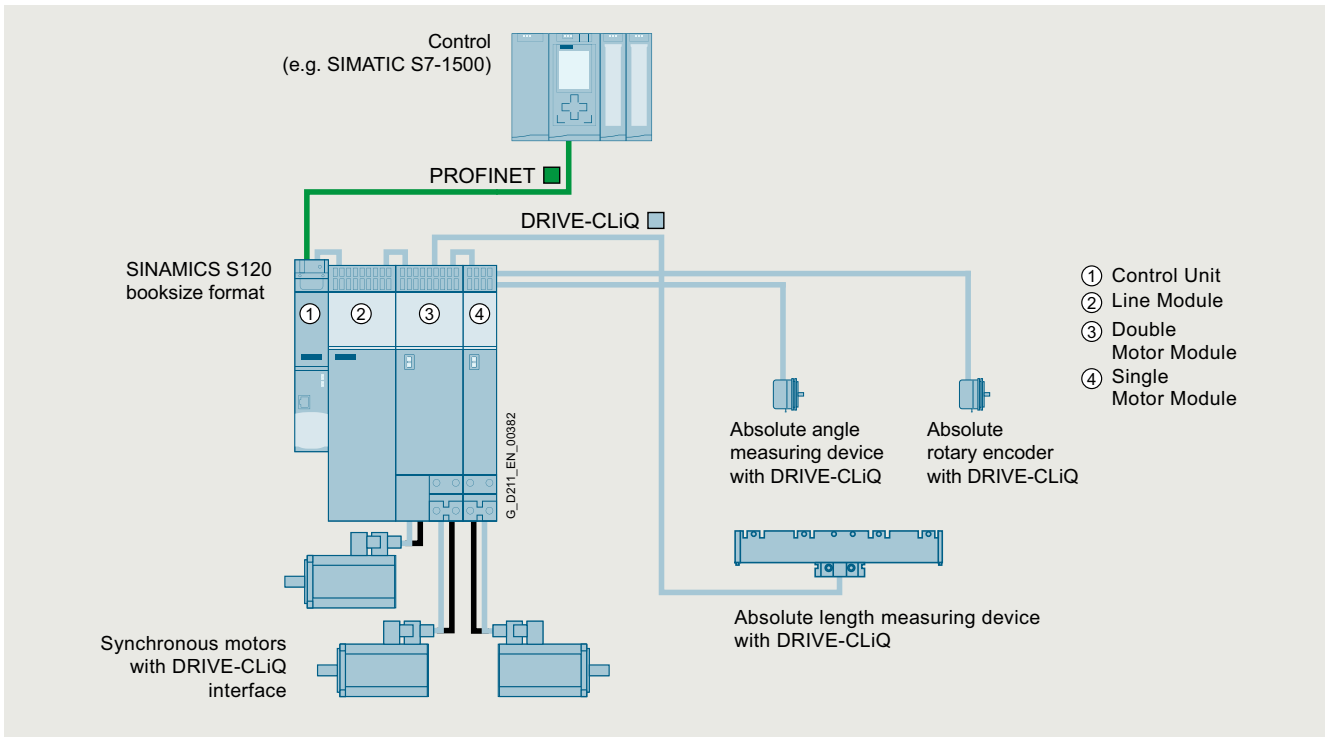 Control
(e.g. SIMATIC S7-1500)
PROFINET
DRIVE-CLiQ
SINAMICS S120
booksize format
1
2
3
4
① Control Unit
② Line Module
③ Double
Motor Module
④ Single
Motor Module
Absolute angle
measuring device
with DRIVE-CLiQ
Absolute
rotary encoder
with DRIVE-CLiQ
G_D211_EN_00382
Absolute length measuring device
with DRIVE-CLiQ
Synchronous motors
with DRIVE-CLiQ
interface